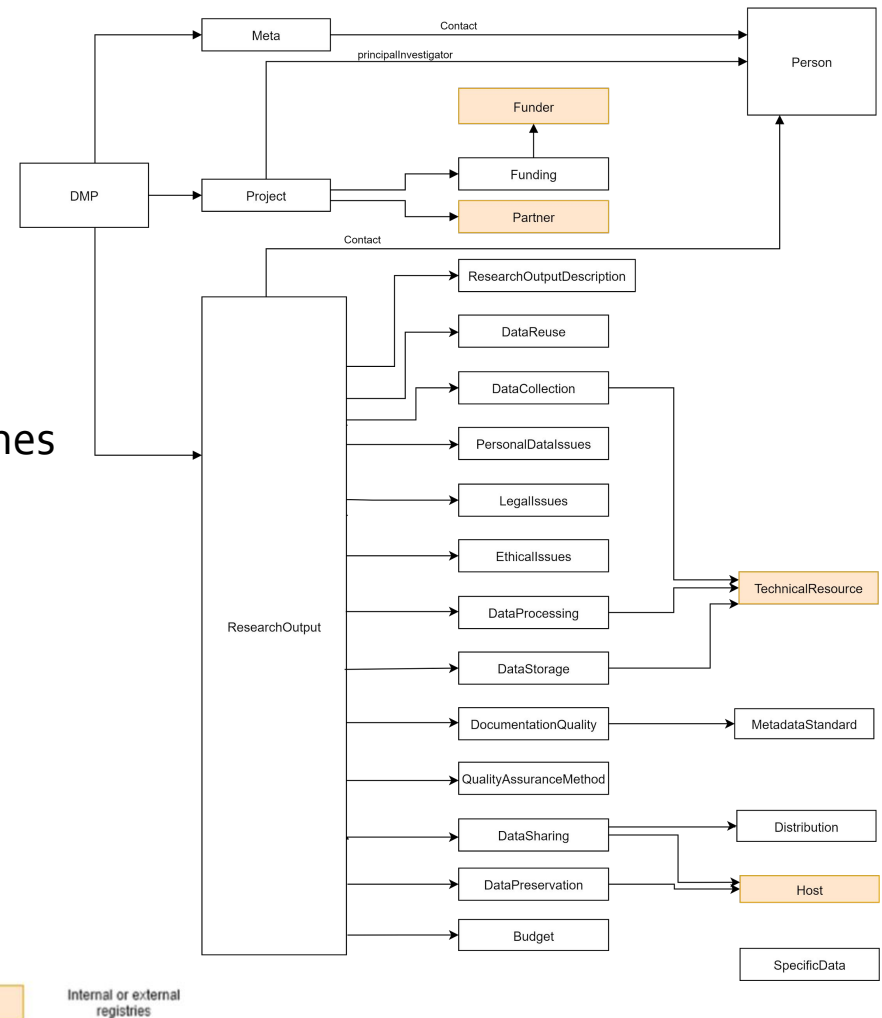 Contact
Meta
principalInvestigator
Person
Funder
DMP
Project
Funding
Partner
Contact
ResearchOutputDescription
DataReuse
DataCollection
nes
PersonalDataIssues
LegalIssues
EthicalIssues
TechnicalResource
DataProcessing
ResearchOutput
DataStorage
DocumentationQuality
MetadataStandard
QualityAssuranceMethod
Distribution
DataSharing
DataPreservation
Host
Budget
SpecificData
Internal or external
registries